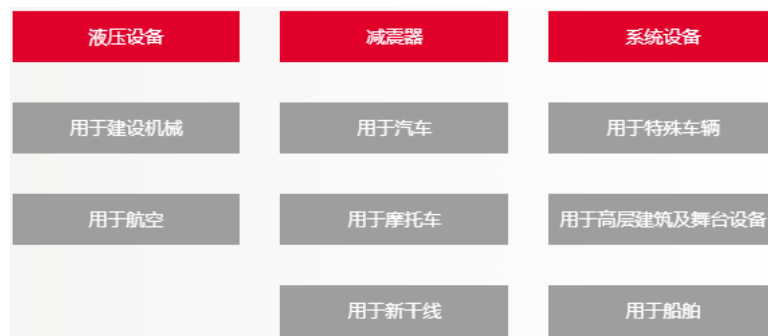 液压设备
减震器
系统设备
用于建设机械
用于汽车
用于特殊车辆
用于航空
用于摩托车
用于高层建筑及舞台设备
用于新干线
用于船舶